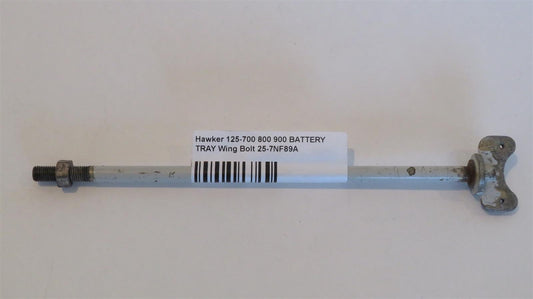 Hawker 125-700 800 900 BATTERY
TRAY Wing Bolt 25-7NF89A